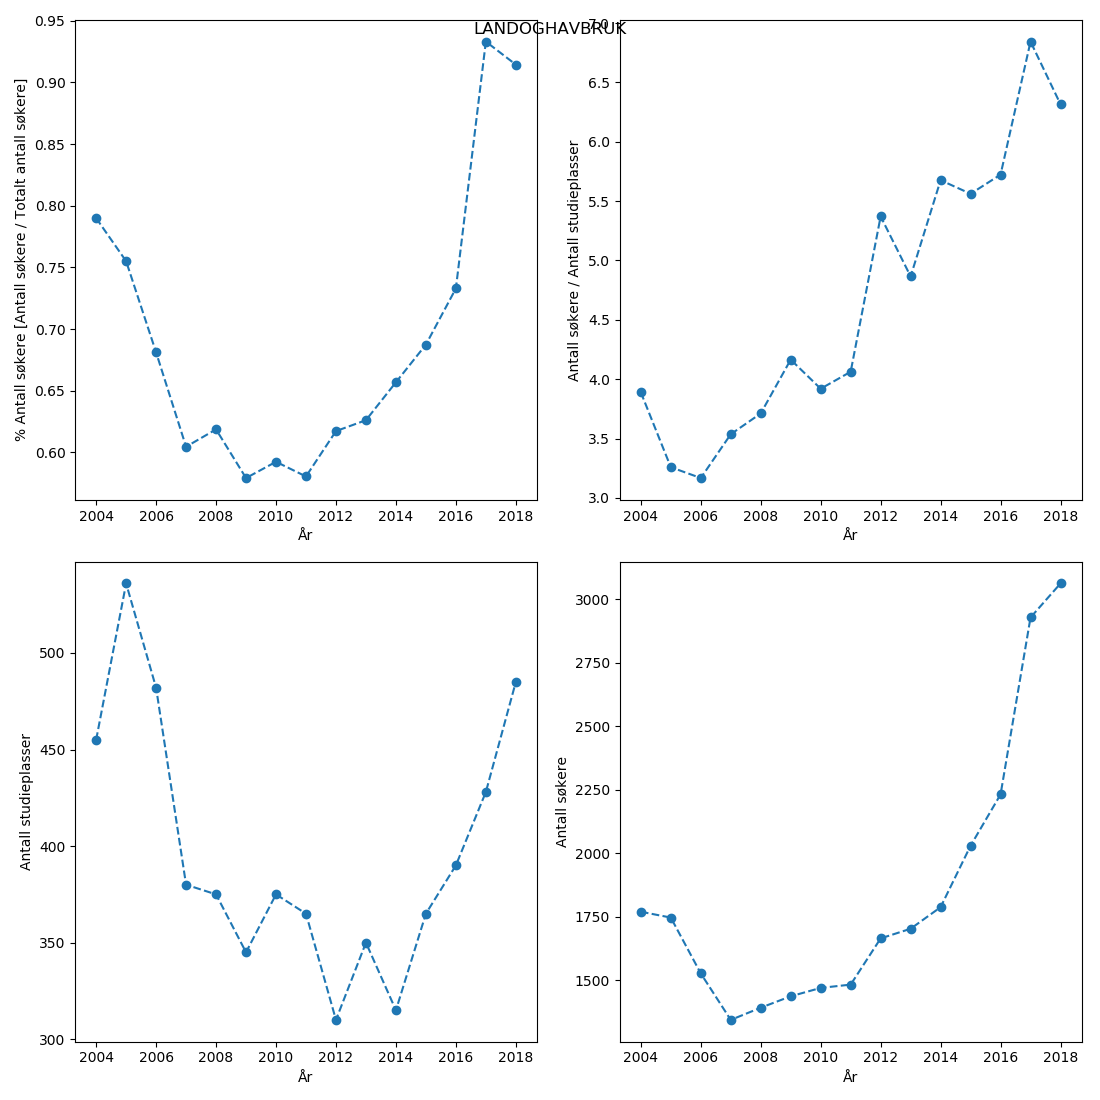 LANDOGHAVBRUK
% Antall søkere [Antall søkere / Totalt antall søkere]
0.95
0.90
0.85
0.80
0.75
0.70
0.65
0.60
2004 2006 2008 2010 2012 2014 2016 2018
År
Antall søkere / Antall studieplasser
7.0
6.5
6.0
5.5
5.0
4.5
4.0
3.5
3.0
2004 2006 2008 2010 2012 2014 2016 2018
År
Antall studieplasser
500
450
400
350
300
2004 2006 2008 2010 2012 2014 2016 2018
År
Antall søkere
3000
2750
2500
2250
2000
1750
1500
2004 2006 2008 2010 2012 2014 2016 2018
År